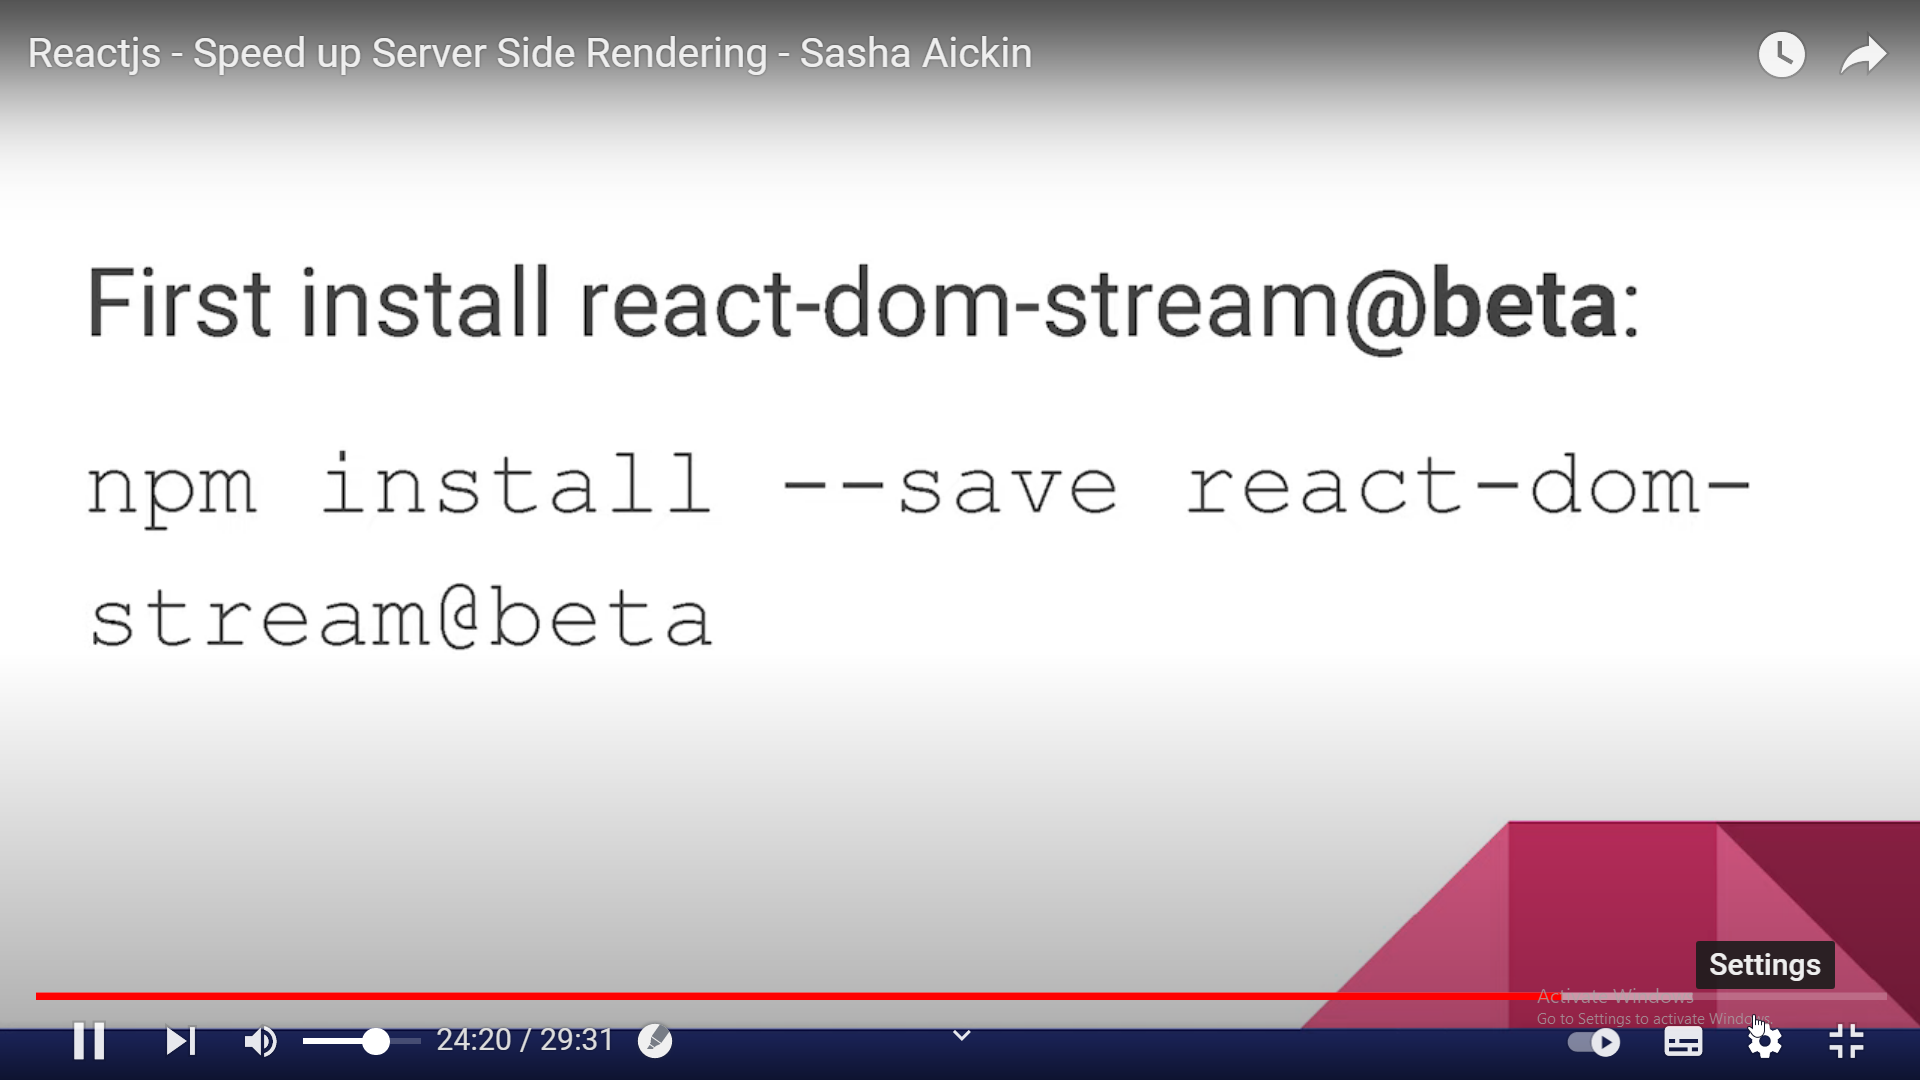 Reactjs - Speed up Server Side Rendering - Sasha Aickin
First install react-dom-stream@beta:
npm install --save react-dom-
stream@beta
Settings
Activate Windows
Go to Settings to activate Windows.
24:20 / 29:31